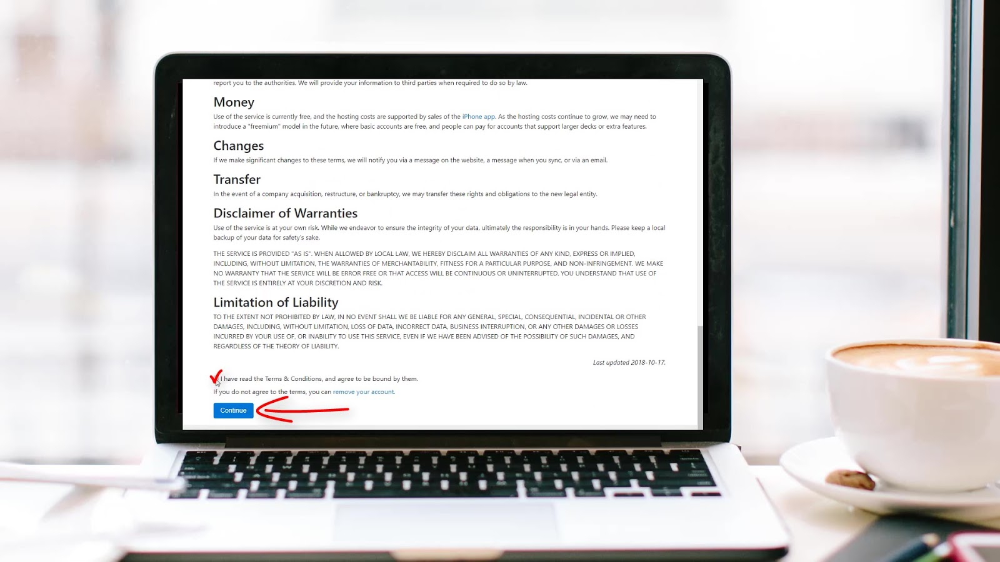 report you to the authorities. We will provide your information to third parties when required to do so by law.
Money
Use of the service is currently free, and the hosting costs are supported by sales of the iPhone app. As the hosting costs continue to grow, we may need to
introduce a "freemium" model in the future, where basic accounts are free, and people can pay for accounts that support larger decks or extra features.
Changes
If we make significant changes to these terms, we will notify you via a message on the website, a message when you sync, or via an email.
Transfer
In the event of a company acquisition, restructure, or bankruptcy, we may transfer these rights and obligations to the new legal entity.
Disclaimer of Warranties
Use of the service is at your own risk. While we endeavor to ensure the integrity of your data, ultimately the responsibility is in your hands. Please keep a local
backup of your data for safety's sake.
THE SERVICE IS PROVIDED "AS IS". WHEN ALLOWED BY LOCAL LAW, WE HEREBY DISCLAIM ALL WARRANTIES OF ANY KIND, EXPRESS OR IMPLIED,
INCLUDING, WITHOUT LIMITATION, THE WARRANTIES OF MERCHANTABILITY, FITNESS FOR A PARTICULAR PURPOSE, AND NON-INFRINGEMENT. WE MAKE
NO WARRANTY THAT THE SERVICE WILL BE ERROR FREE OR THAT ACCESS WILL BE CONTINUOUS OR UNINTERRUPTED. YOU UNDERSTAND THAT USE OF
THE SERVICE IS ENTIRELY AT YOUR DISCRETION AND RISK.
Limitation of Liability
TO THE EXTENT NOT PROHIBITED BY LAW, IN NO EVENT SHALL WE BE LIABLE FOR ANY GENERAL, SPECIAL, CONSEQUENTIAL, INCIDENTAL OR OTHER
DAMAGES, INCLUDING, WITHOUT LIMITATION, LOSS OF DATA, INCORRECT DATA, BUSINESS INTERRUPTION, OR ANY OTHER DAMAGES OR LOSSES
INCURRED BY YOUR USE OF, OR INABILITY TO USE THIS SERVICE, EVEN IF WE HAVE BEEN ADVISED OF THE POSSIBILITY OF SUCH DAMAGES, AND
REGARDLESS OF THE THEORY OF LIABILITY.
Last updated 2018-10-17.
I have read the Terms & Conditions, and agree to be bound by them.
If you do not agree to the terms, you can remove your account.
Continue